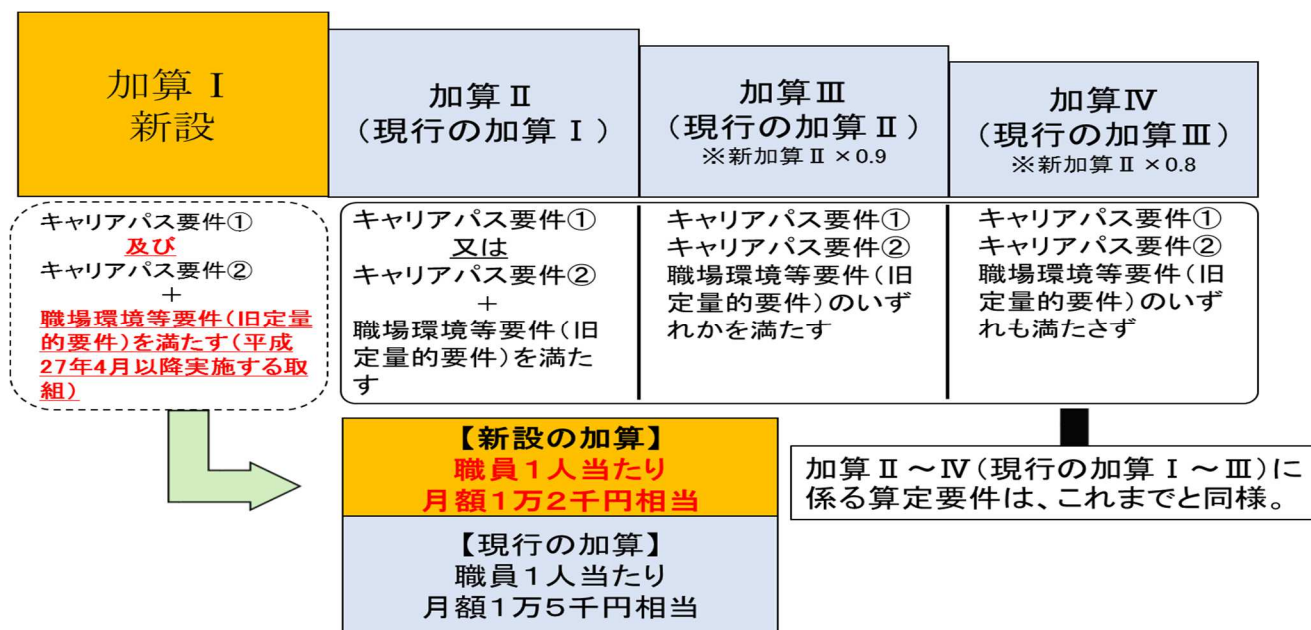 加算Ⅰ
新設
加算Ⅱ
（現行の加算Ⅰ）
加算Ⅲ
（現行の加算Ⅱ）
※新加算Ⅱ×0.9
加算Ⅳ
（現行の加算Ⅲ）
※新加算Ⅱ×0.8
キャリアパス要件①
及び
キャリアパス要件②
＋
職場環境等要件（旧定量
的要件）を満たす（平成
27年4月以降実施する取
組）
キャリアパス要件①
又は
キャリアパス要件②
＋
職場環境等要件（旧
定量的要件）を満た
す
キャリアパス要件①
キャリアパス要件②
職場環境等要件（旧
定量的要件）のいず
れかを満たす
キャリアパス要件①
キャリアパス要件②
職場環境等要件（旧
定量的要件）のいず
れも満たさず
【新設の加算】
職員1人当たり
月額1万2千円相当
【現行の加算】
職員1人当たり
月額1万5千円相当
加算Ⅱ～Ⅳ（現行の加算Ⅰ～Ⅲ）に
係る算定要件は、これまでと同様。